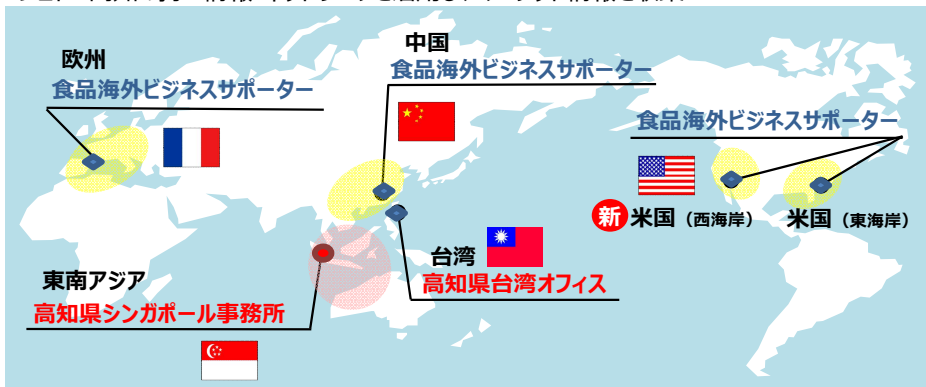 欧州
食品海外ビジネスサポーター
中国
食品海外ビジネスサポーター
食品海外ビジネスサポーター
新 米国（西海岸）
米国（東海岸）
台湾
高知県台湾オフィス
東南アジア
高知県シンガポール事務所